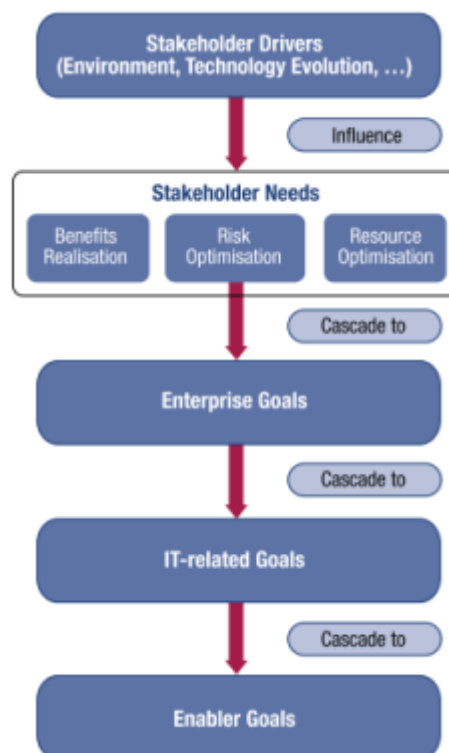 Stakeholder Drivers
(Environment, Technology Evolution, …)
Influence
Stakeholder Needs
Benefits
Realisation
Risk
Optimisation
Resource
Optimisation
Cascade to
Enterprise Goals
Cascade to
IT-related Goals
Cascade to
Enabler Goals